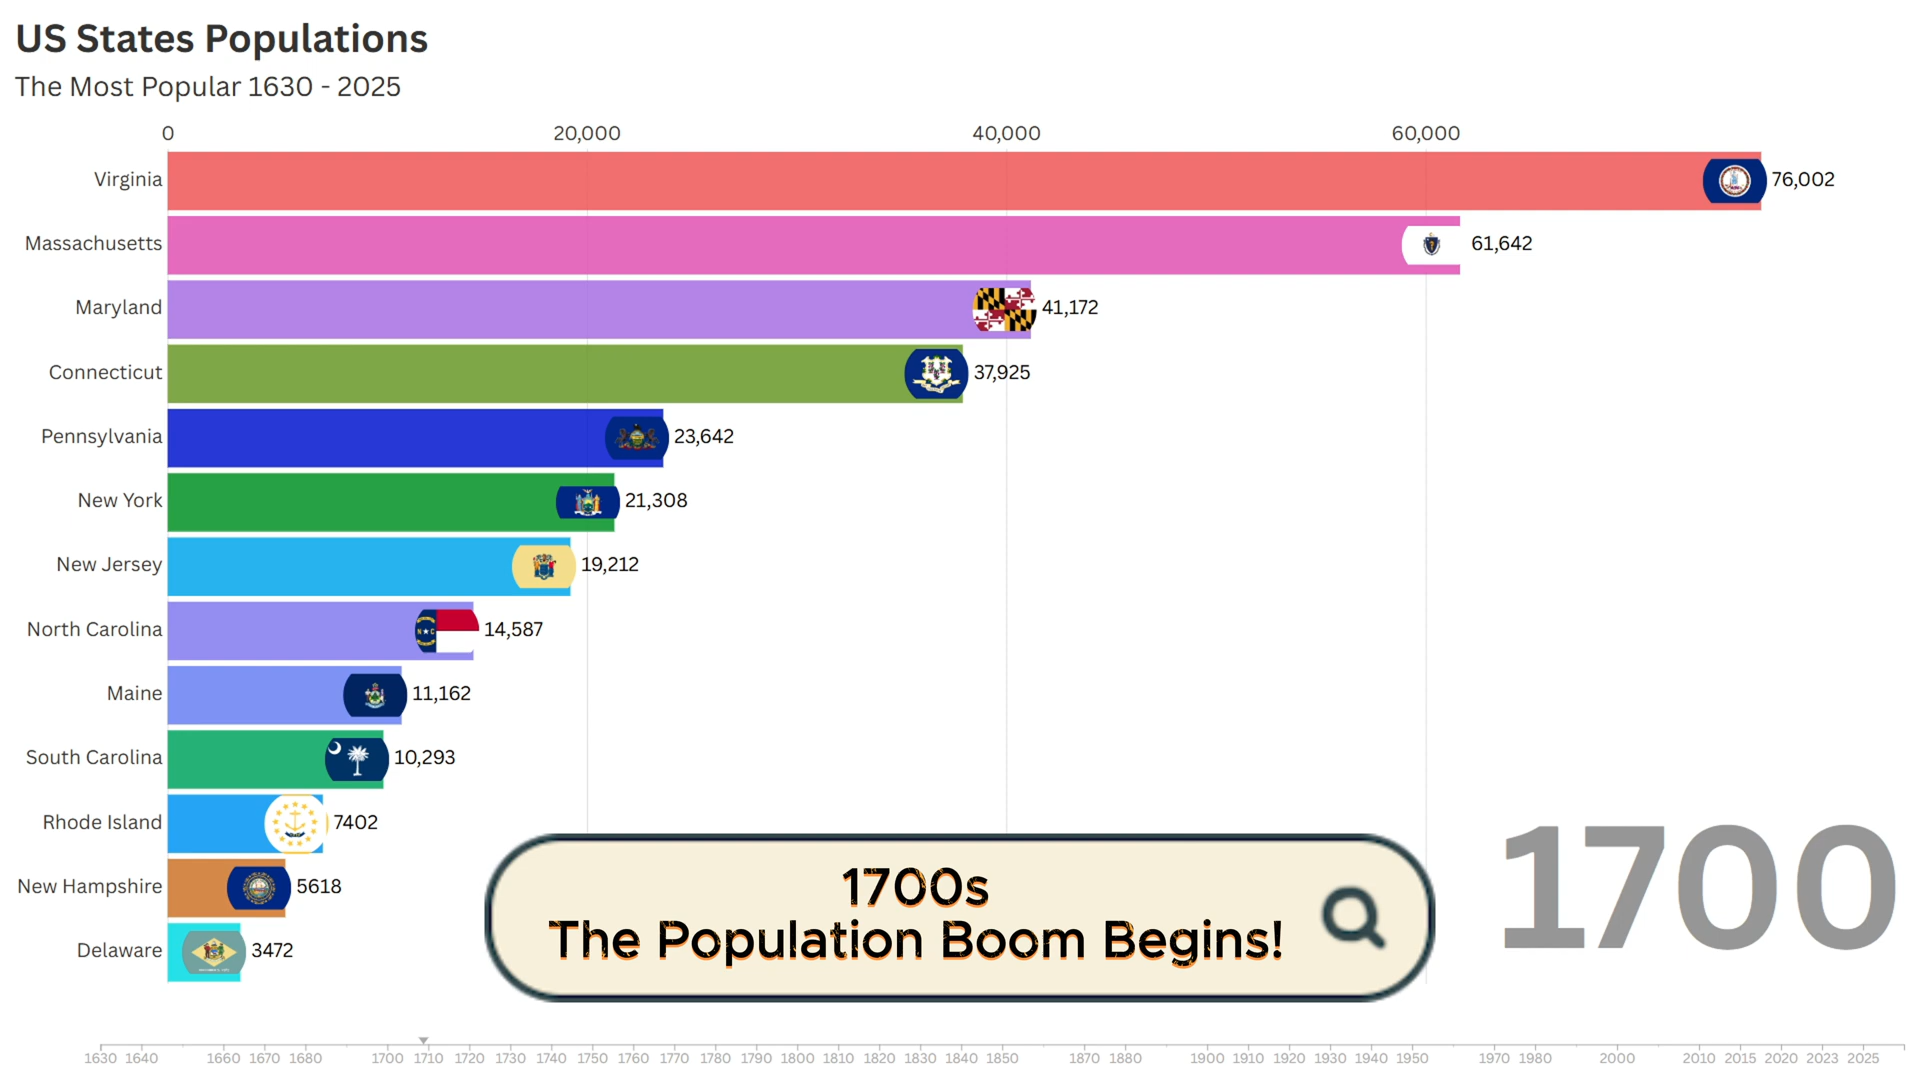 US States Populations
The Most Popular 1630 - 2025
0 20,000 40,000 60,000
Virginia 76,002
Massachusetts 61,642
Maryland 41,172
Connecticut 37,925
Pennsylvania 23,642
New York 21,308
New Jersey 19,212
North Carolina N C 14,587
Maine 11,162
South Carolina 10,293
Rhode Island 7402
New Hampshire 5618
Delaware 3472
1700s
The Population Boom Begins!
1700
1630 1640 1660 1670 1680 1700 1710 1720 1730 1740 1750 1760 1770 1780 1790 1800 1810 1820 1830 1840 1850 1870 1880 1900 1910 1920 1930 1940 1950 1970 1980 2000 2010 2015 2020 2023 2025